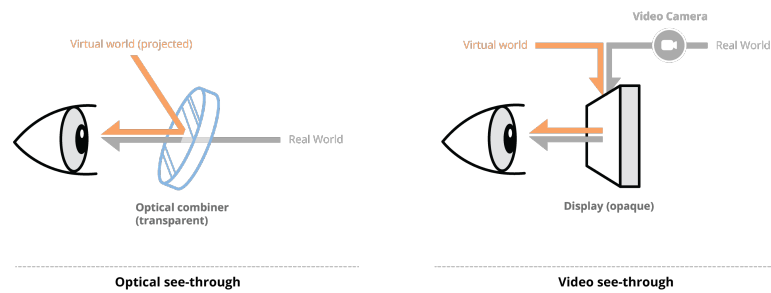 Virtual world (projected)
Real World
Optical combiner
(transparent)
Optical see-through
Video Camera
Virtual world
Real World
Display (opaque)
Video see-through